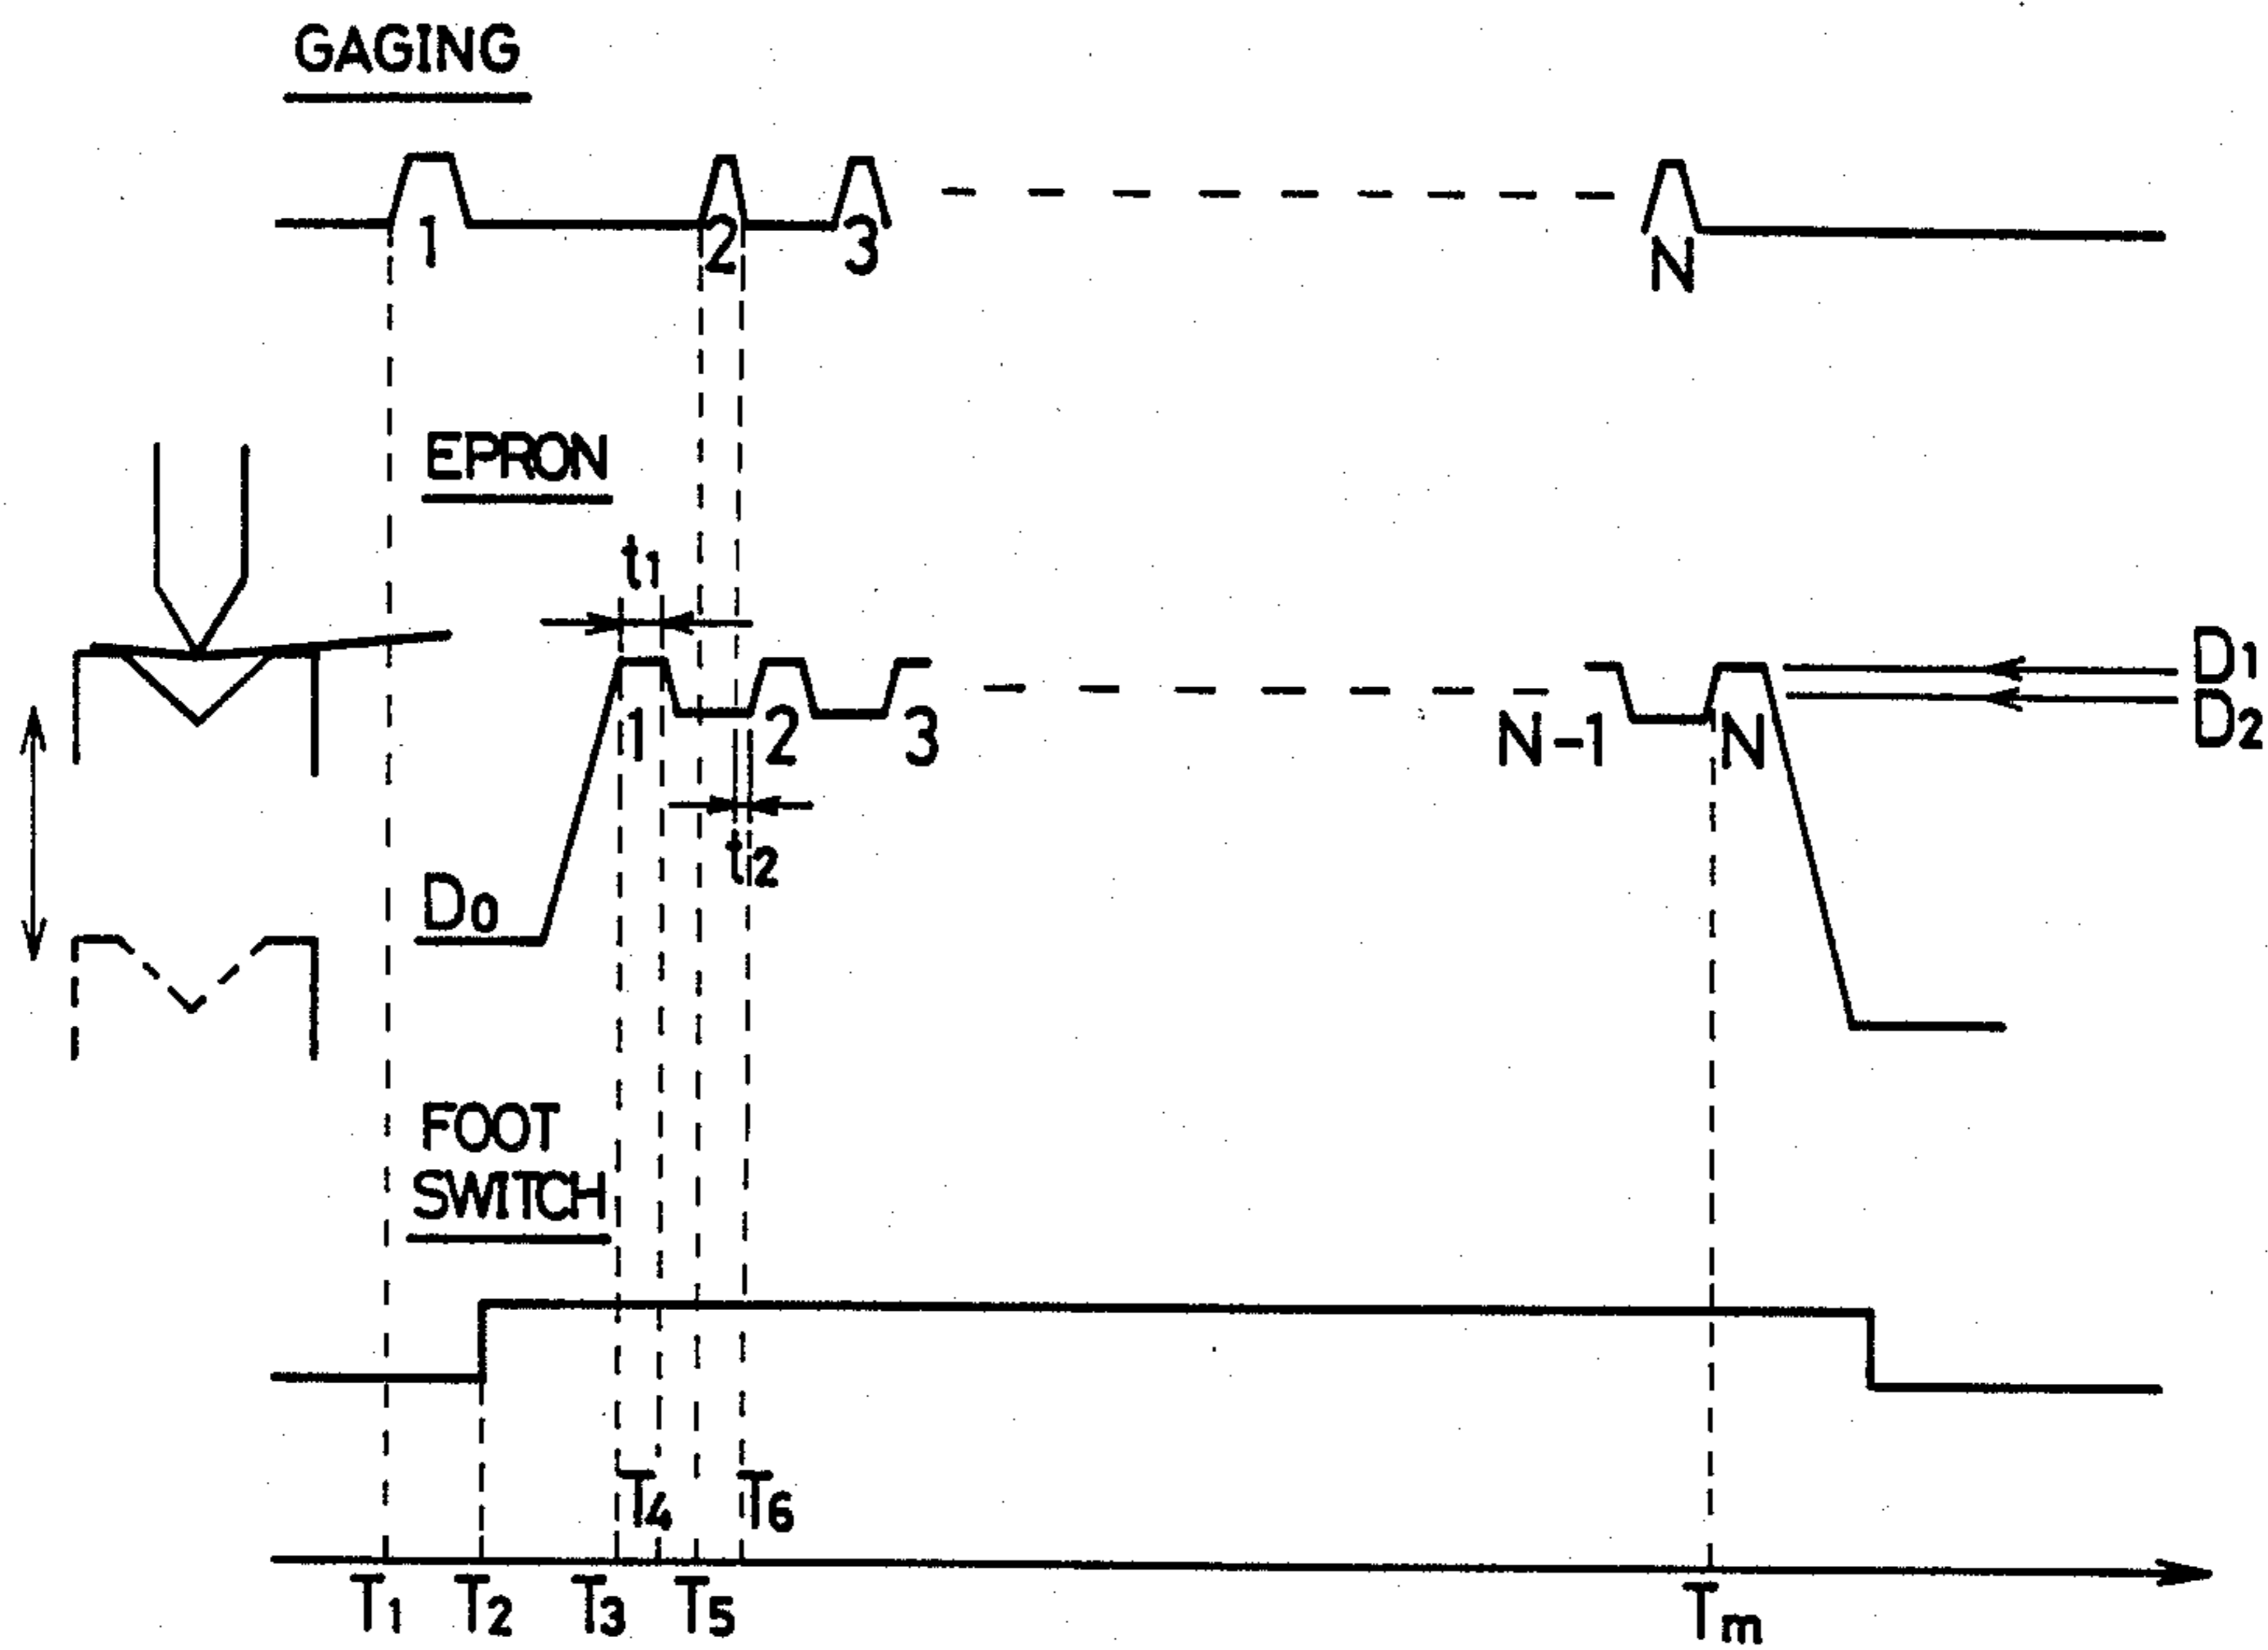 GAGING
1 2 3 N
EPRON
t1
D1
D2
1 2 3 N-1 N
t2
D0
FOOT
SWITCH
T4 T6
T1 T2 T3 T5 Tm